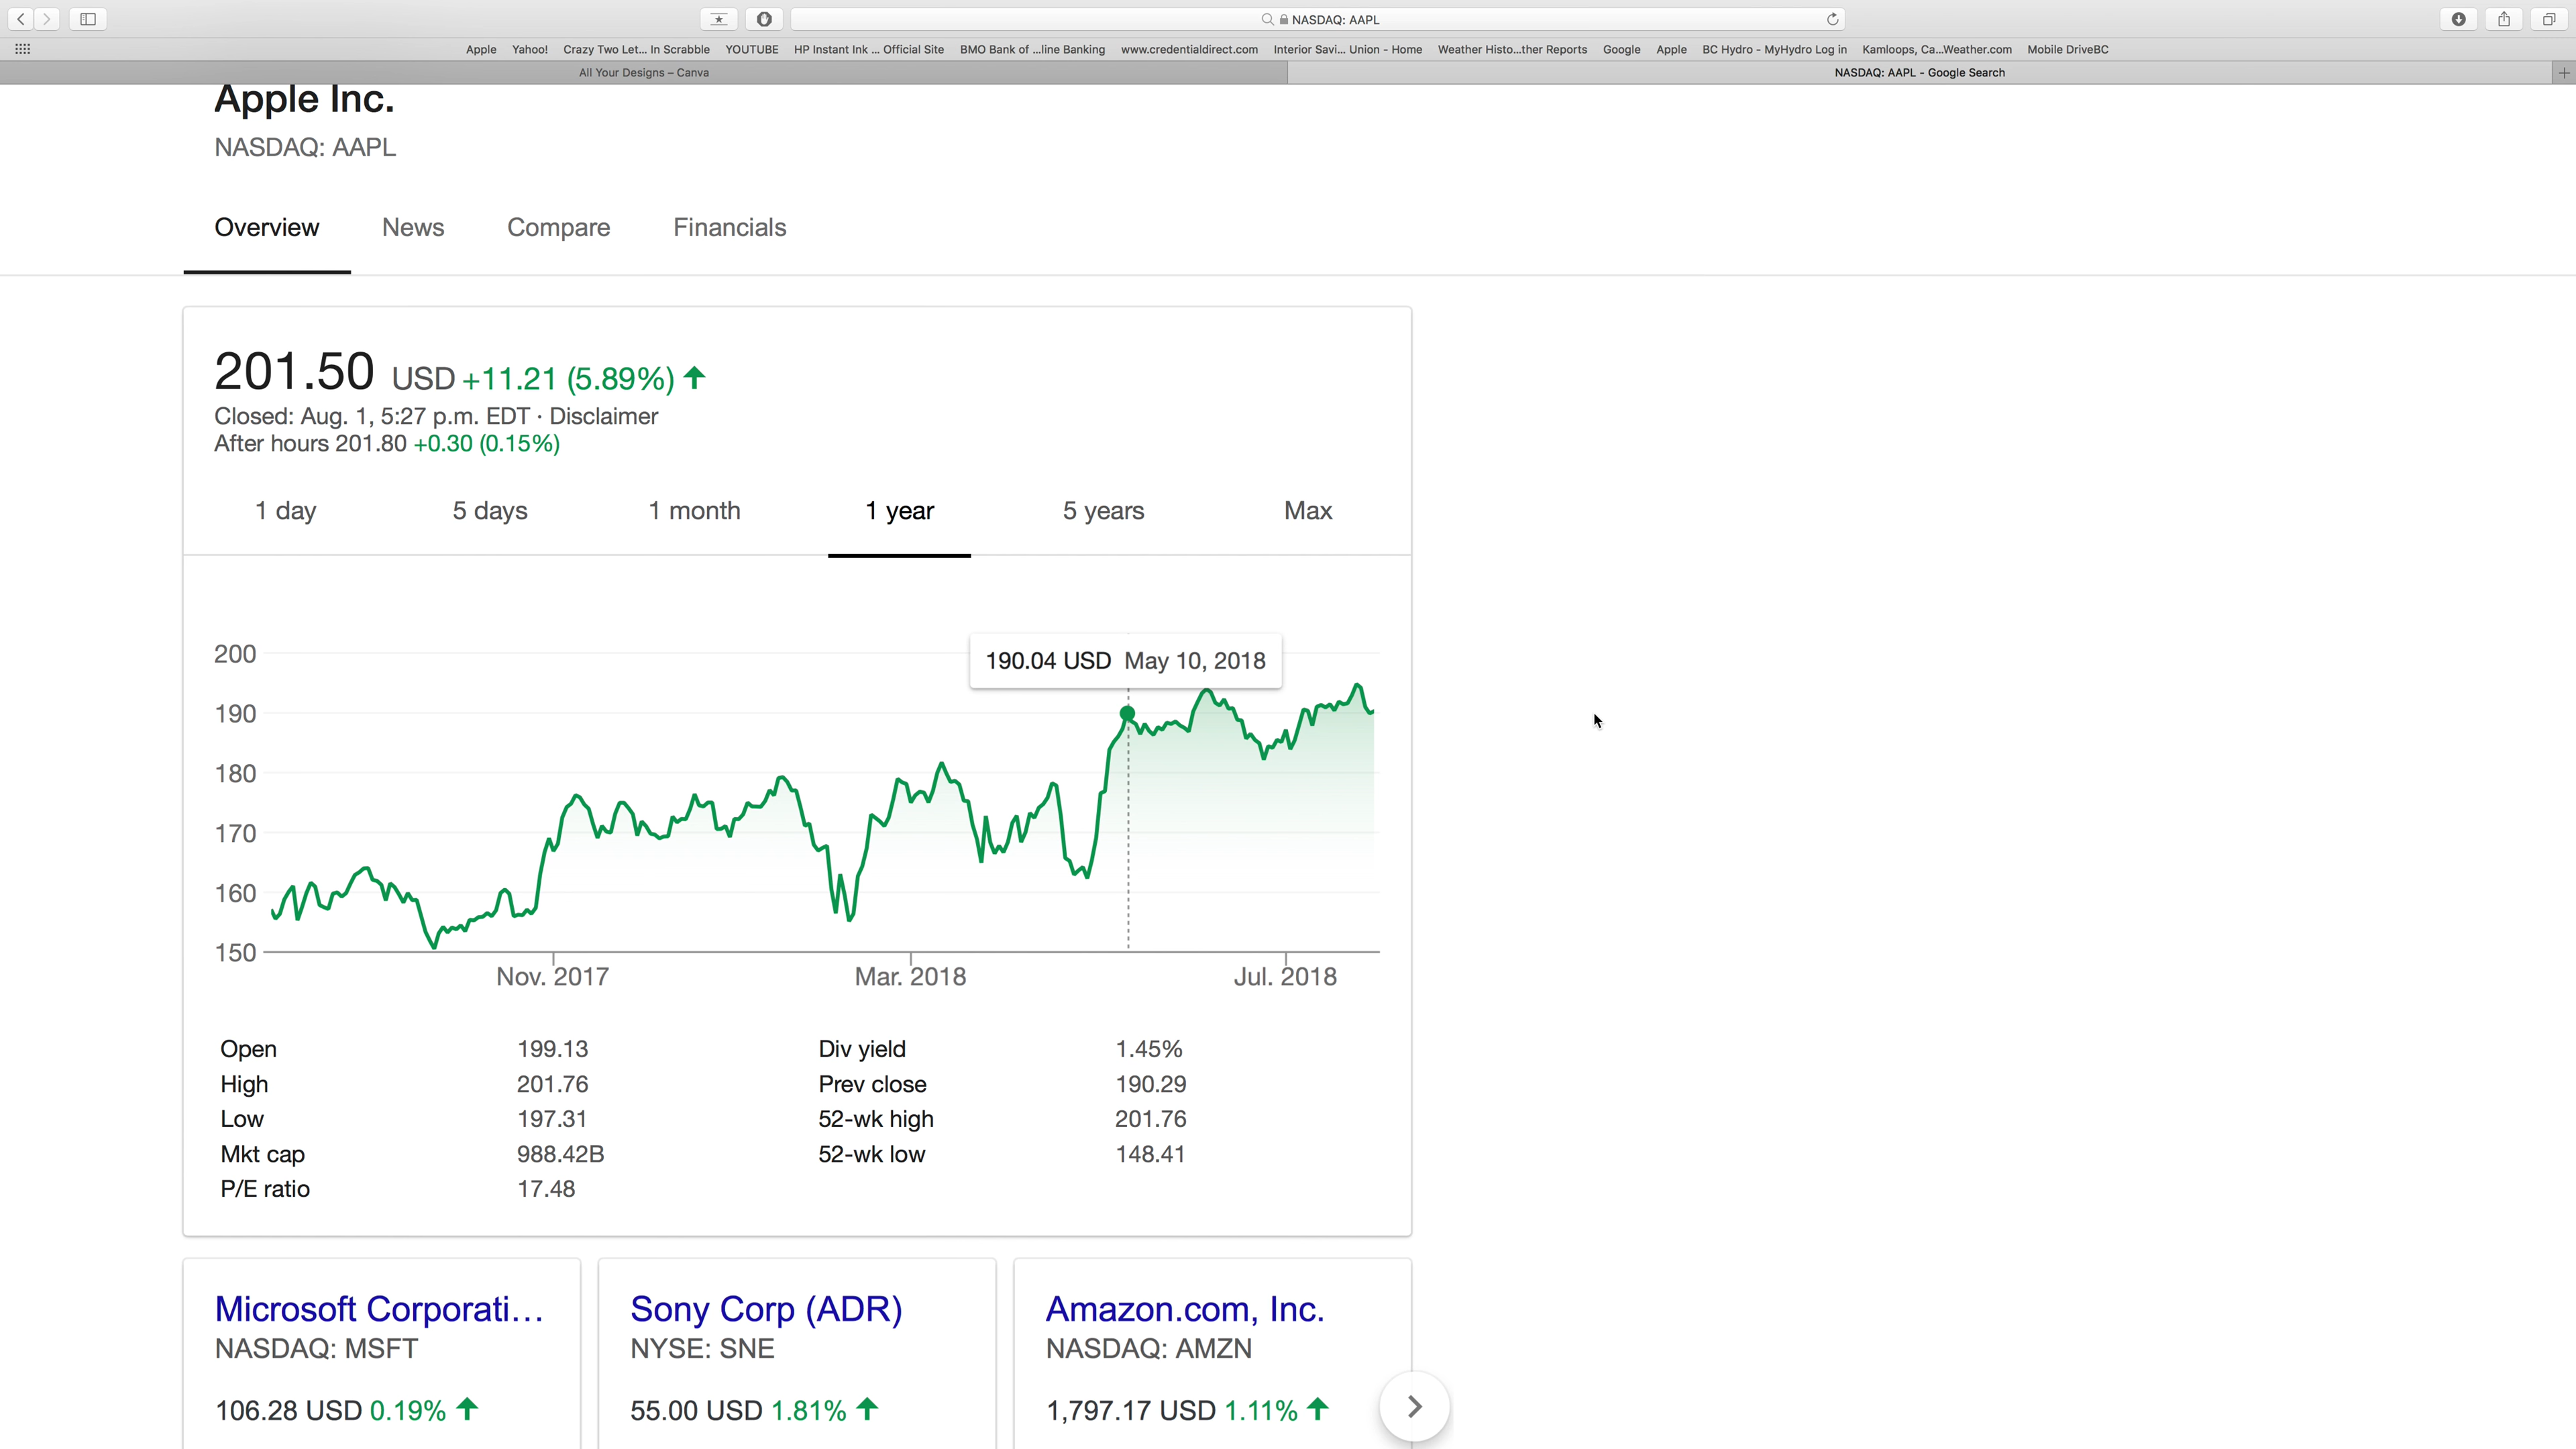 NASDAQ: AAPL
Apple Yahoo! Crazy Two Let... In Scrabble YOUTUBE HP Instant Ink ... Official Site BMO Bank of ...line Banking www.credentialdirect.com Interior Savi... Union - Home Weather Histo...ther Reports Google Apple BC Hydro - MyHydro Log in Kamloops, Ca...Weather.com Mobile DriveBC
All Your Designs – Canva NASDAQ: AAPL - Google Search
Apple Inc.
NASDAQ: AAPL
Overview News Compare Financials
201.50 USD +11.21 (5.89%)
Closed: Aug. 1, 5:27 p.m. EDT · Disclaimer
After hours 201.80 +0.30 (0.15%)
1 day 5 days 1 month 1 year 5 years Max
200
190.04 USD May 10, 2018
190
180
170
160
150
Nov. 2017 Mar. 2018 Jul. 2018
Open 199.13 Div yield 1.45%
High 201.76 Prev close 190.29
Low 197.31 52-wk high 201.76
Mkt cap 988.42B 52-wk low 148.41
P/E ratio 17.48
Microsoft Corporati... Sony Corp (ADR) Amazon.com, Inc.
NASDAQ: MSFT NYSE: SNE NASDAQ: AMZN
106.28 USD 0.19% 55.00 USD 1.81% 1,797.17 USD 1.11%